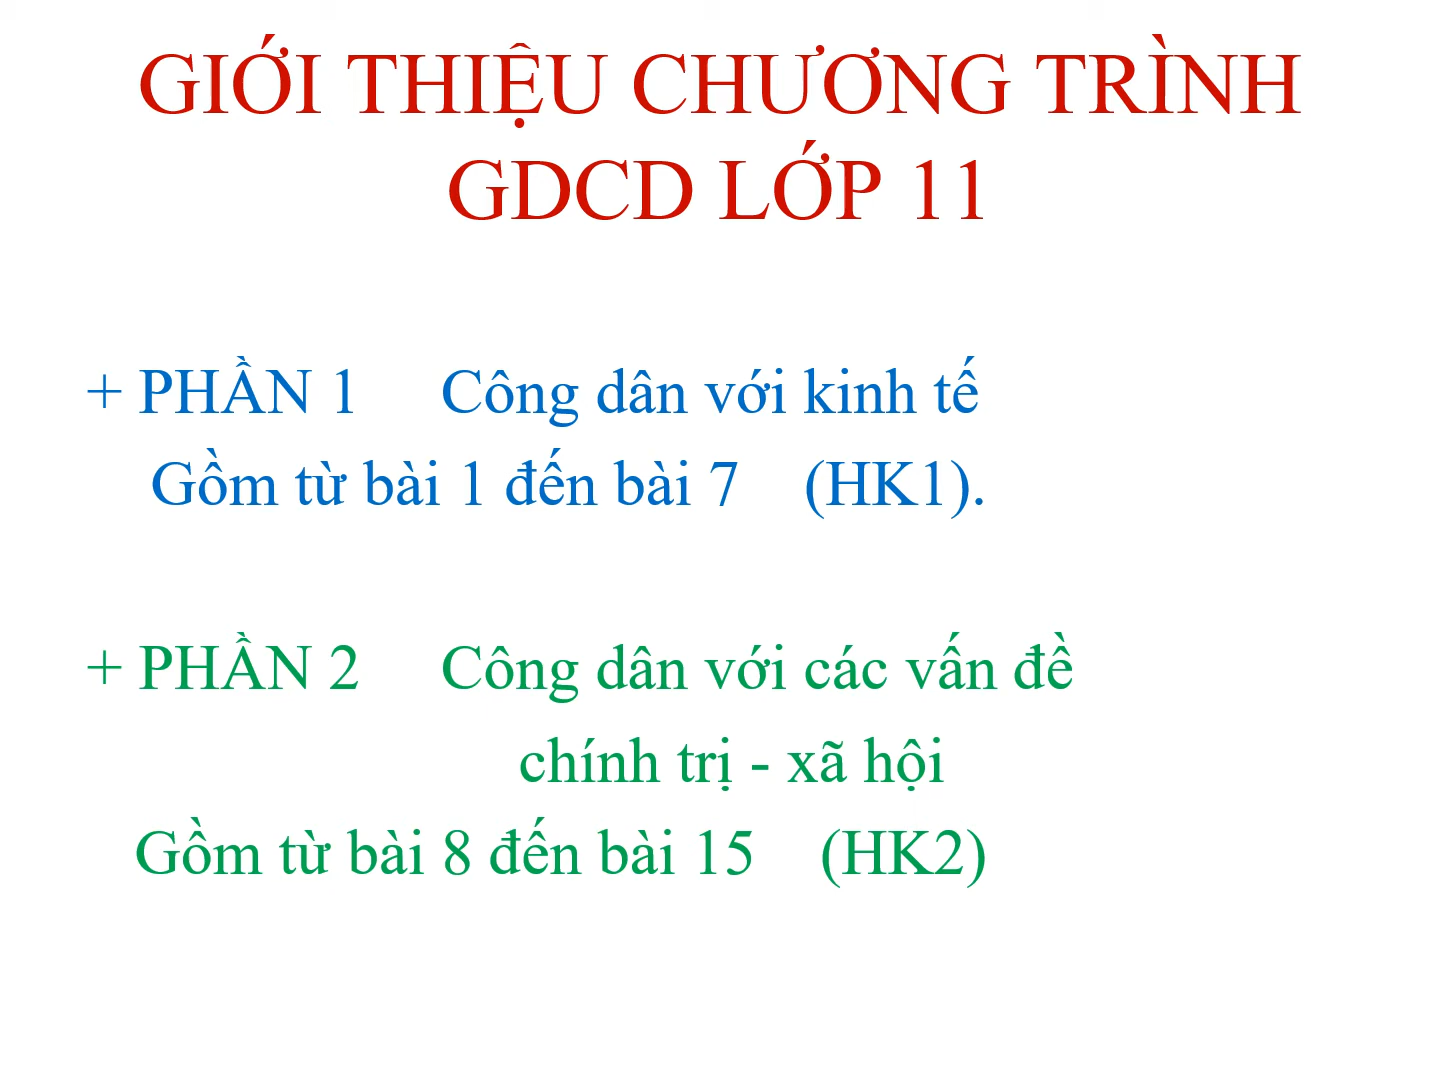 GIỚI THIỆU CHƯƠNG TRÌNH
GDCD LỚP 11
+ PHẦN 1 Công dân với kinh tế
Gồm từ bài 1 đến bài 7 (HK1).
+ PHẦN 2 Công dân với các vấn đề
chính trị - xã hội
Gồm từ bài 8 đến bài 15 (HK2)